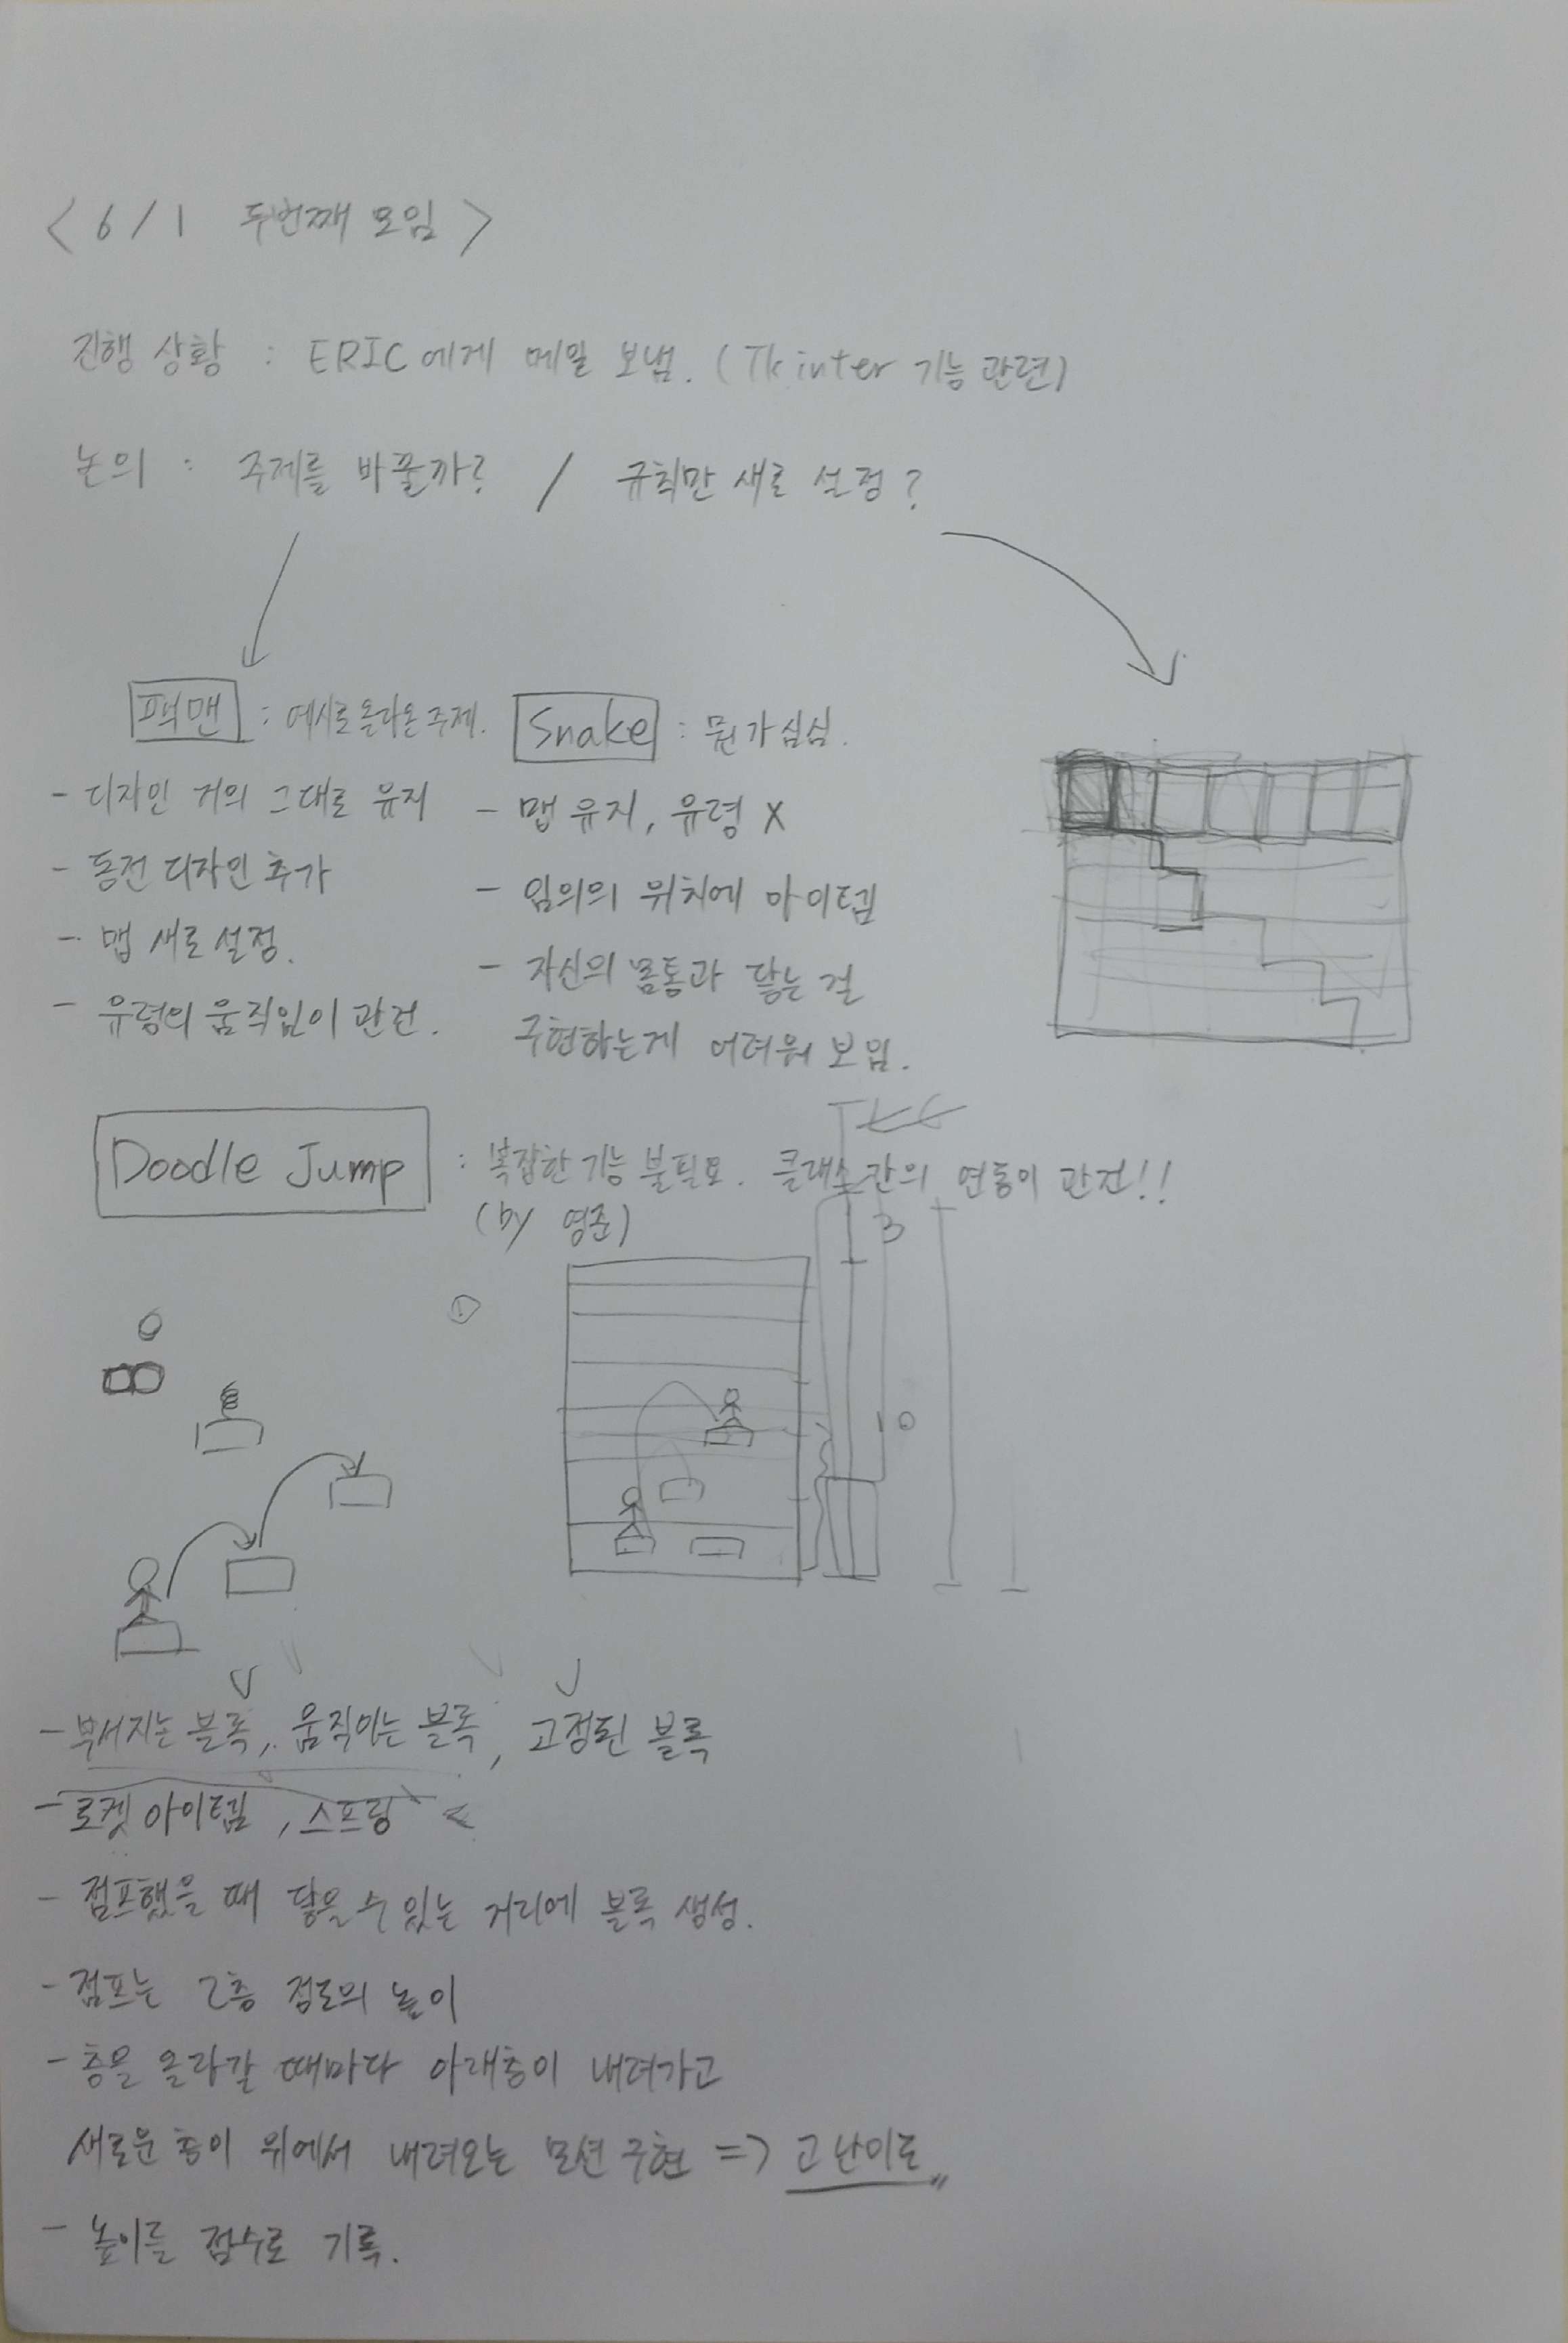 < 6/1 두번째 모임 >
진행 상황 : ERIC에게 메일 보냄. (Tkinter 기능 관련)
논의 : 주제를 바꿀까? / 규칙만 새로 설정?
팩맨 : 예시로 올라온 주제.
- 디자인 거의 그대로 유지
- 동전 디자인 추가
- 맵 새로 설정.
- 유령의 움직임이 관건.
Snake : 뭔가 심심.
- 맵 유지, 유령 X
- 임의의 위치에 아이템
- 자신의 몸통과 닿는 걸
구현하는게 어려워 보임.
Doodle Jump : 복잡한 기능 불필요. 클래스 간의 연동이 관건!!
(by 영준)
3
10
- 부서지는 블록, 움직이는 블록, 고정된 블록
- 로켓 아이템, 스프링
- 점프했을 때 닿을 수 있는 거리에 블록 생성.
- 점프는 2층 정도의 높이
- 층을 올라갈 때마다 아래층이 내려가고
새로운 층이 위에서 내려오는 모션 구현 => 고난이도
- 높이를 점수로 기록.